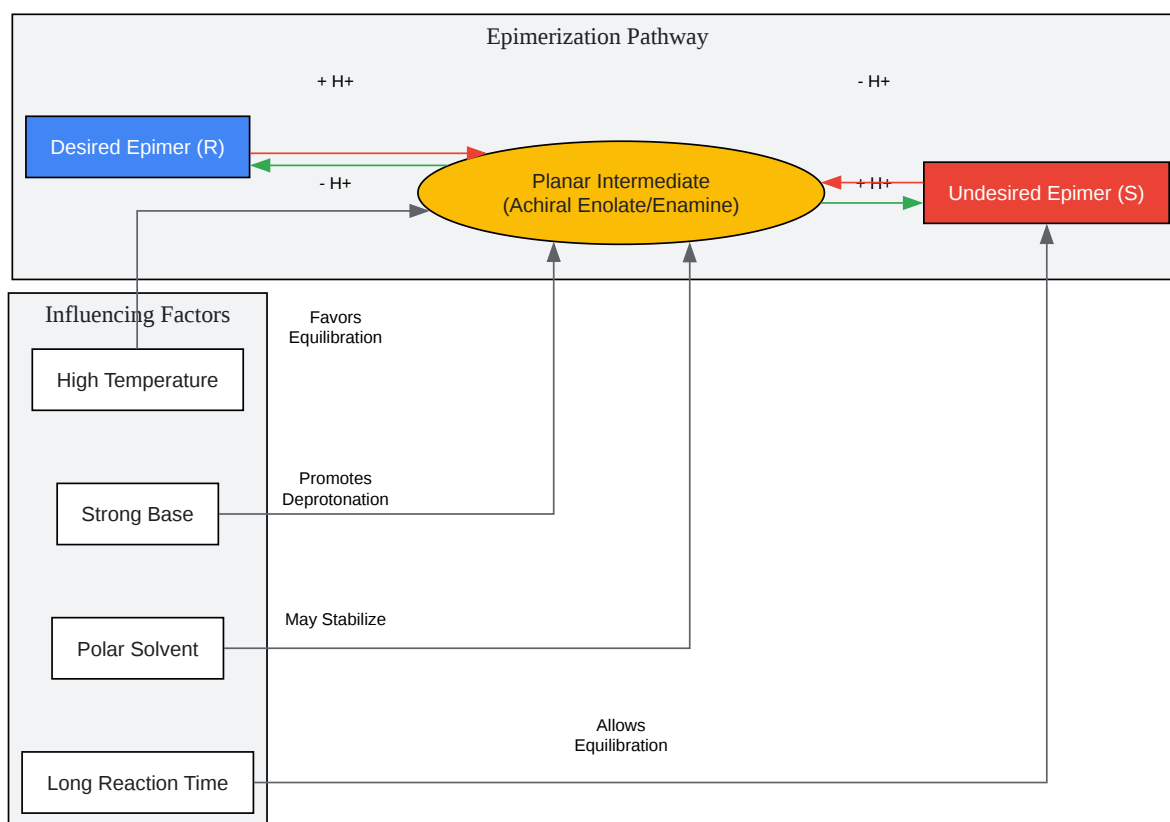 Epimerization Pathway
+ H+
- H+
Desired Epimer (R)
- H+
Planar Intermediate
(Achiral Enolate/Enamine)
+ H+
Undesired Epimer (S)
Influencing Factors
Favors
Equilibration
High Temperature
Promotes
Deprotonation
Strong Base
May Stabilize
Polar Solvent
Allows
Equilibration
Long Reaction Time